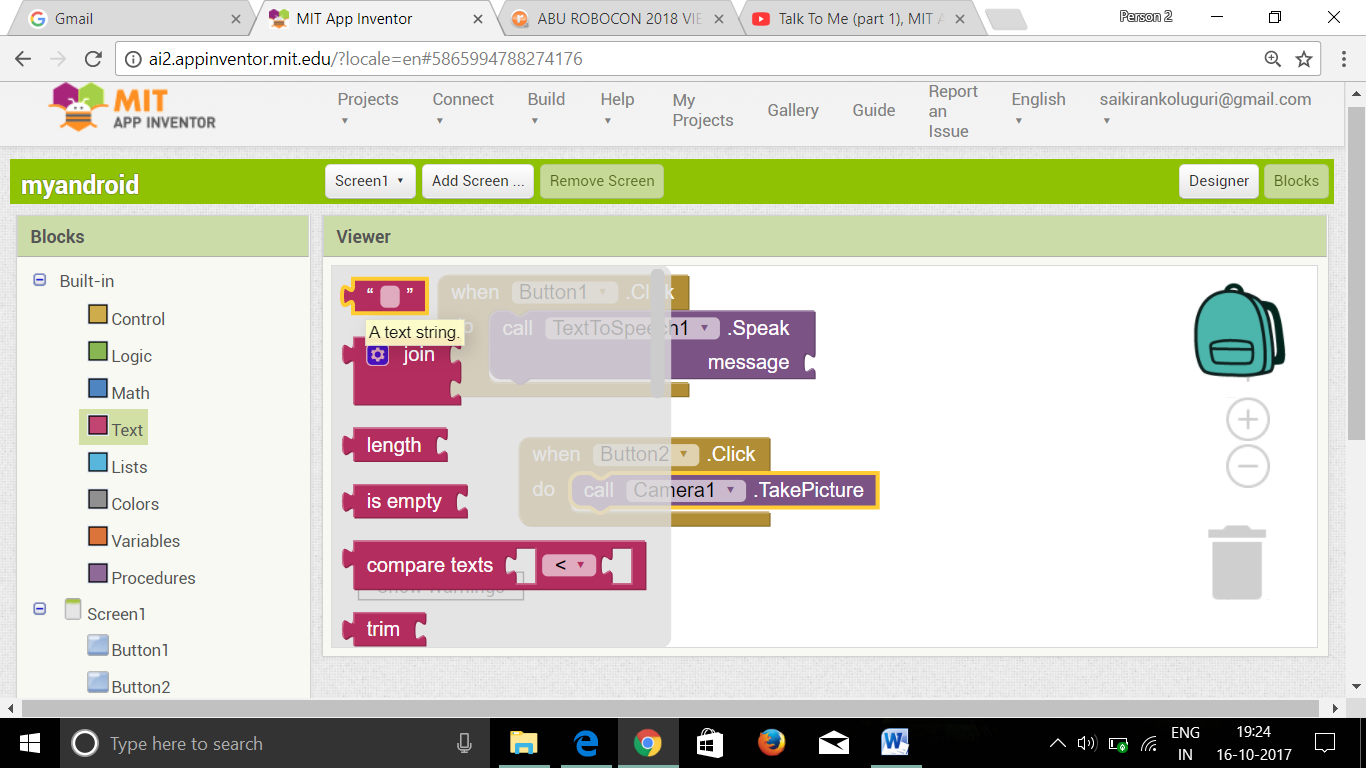 Gmail
MIT App Inventor
ABU ROBOCON 2018 VIE
Talk To Me (part 1), MIT A
Person 2
ai2.appinventor.mit.edu/?locale=en#5865994788274176
MIT
APP INVENTOR
Projects
Connect
Build
Help
My
Projects
Gallery
Guide
Report
an
Issue
English
saikirankoluguri@gmail.com
myandroid
Screen1
Add Screen ...
Remove Screen
Designer
Blocks
Blocks
Viewer
Built-in
Control
Logic
Math
Text
Lists
Colors
Variables
Procedures
Screen1
Button1
Button2
“ ”
A text string.
join
length
is empty
compare texts <
trim
when Button1 .Click
call TextToSpeech1 .Speak
message
when Button2 .Click
do call Camera1 .TakePicture
Show Warnings
Type here to search
ENG
IN
19:24
16-10-2017